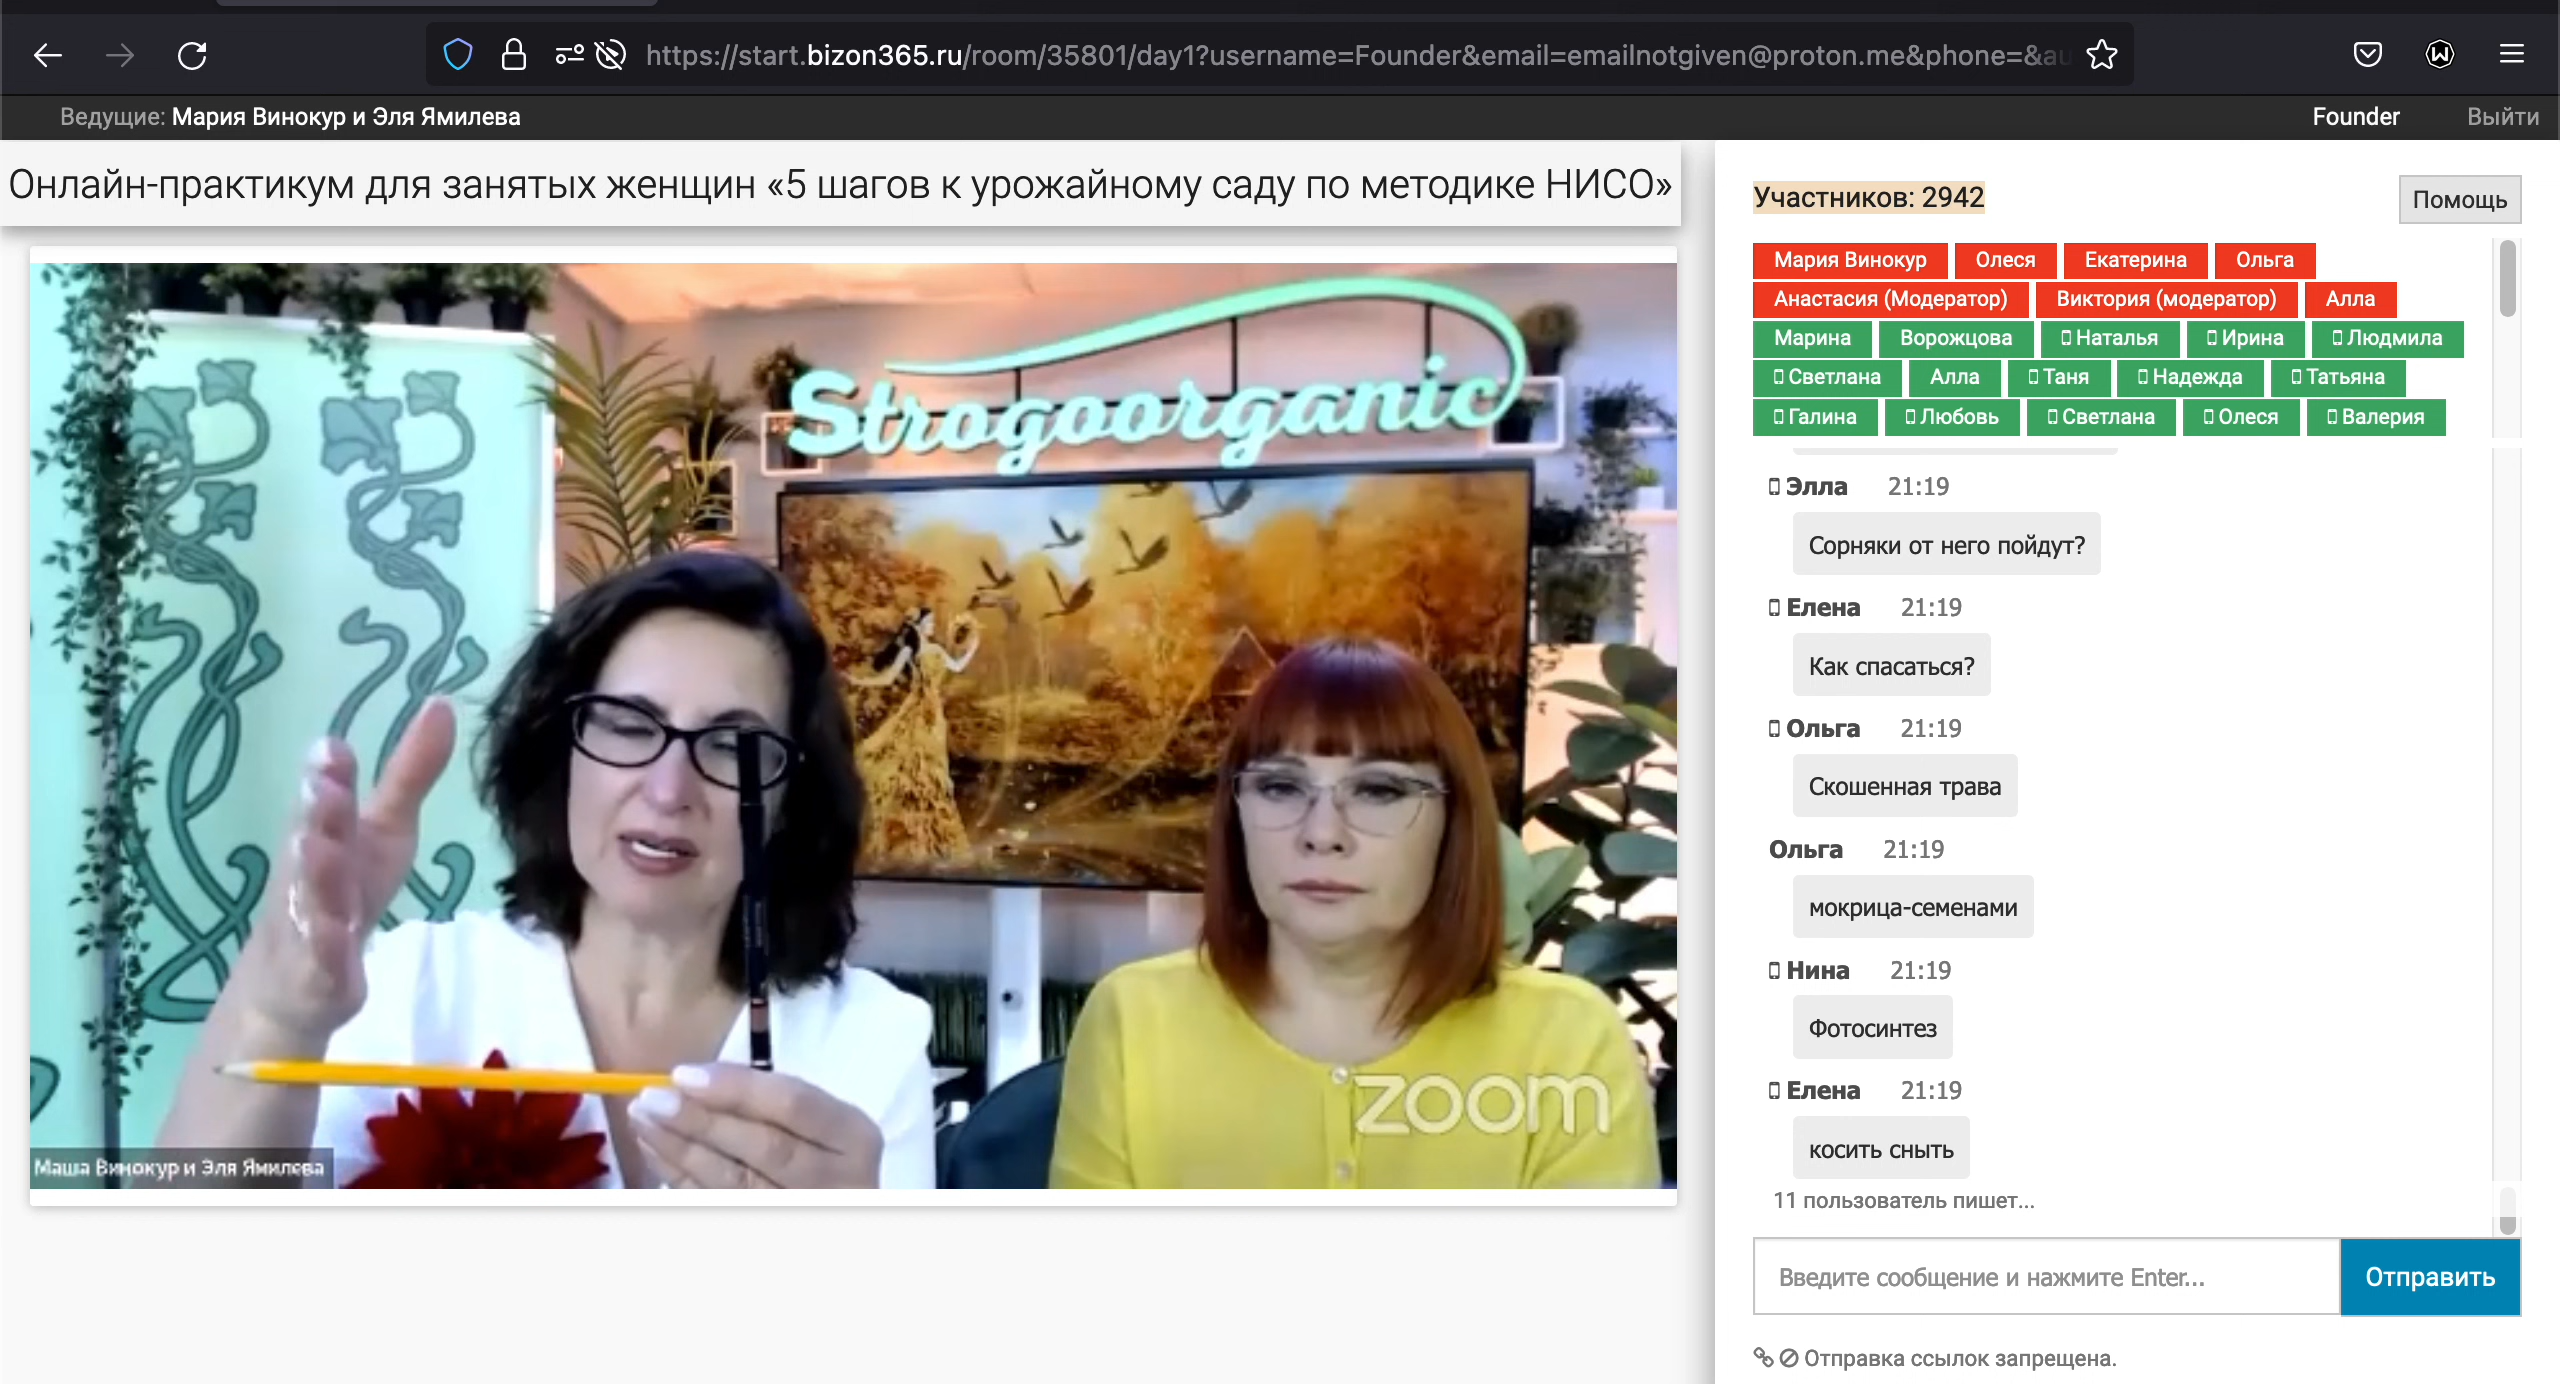 https://start.bizon365.ru/room/35801/day1?username=Founder&email=emailnotgiven@proton.me&phone=&au
Ведущие: Мария Винокур и Эля Ямилева
Founder
Выйти
Онлайн-практикум для занятых женщин «5 шагов к урожайному саду по методике НИСО»
Strogoorganic
zoom
Маша Винокур и Эля Ямилева
Участников: 2942
Помощь
Мария Винокур Олеся Екатерина Ольга
Анастасия (Модератор) Виктория (модератор) Алла
Марина Ворожцова Наталья Ирина Людмила
Светлана Алла Таня Надежда Татьяна
Галина Любовь Светлана Олеся Валерия
Элла 21:19
Сорняки от него пойдут?
Елена 21:19
Как спасаться?
Ольга 21:19
Скошенная трава
Ольга 21:19
мокрица-семенами
Нина 21:19
Фотосинтез
Елена 21:19
косить сныть
11 пользователь пишет...
Введите сообщение и нажмите Enter...
Отправить
Отправка ссылок запрещена.